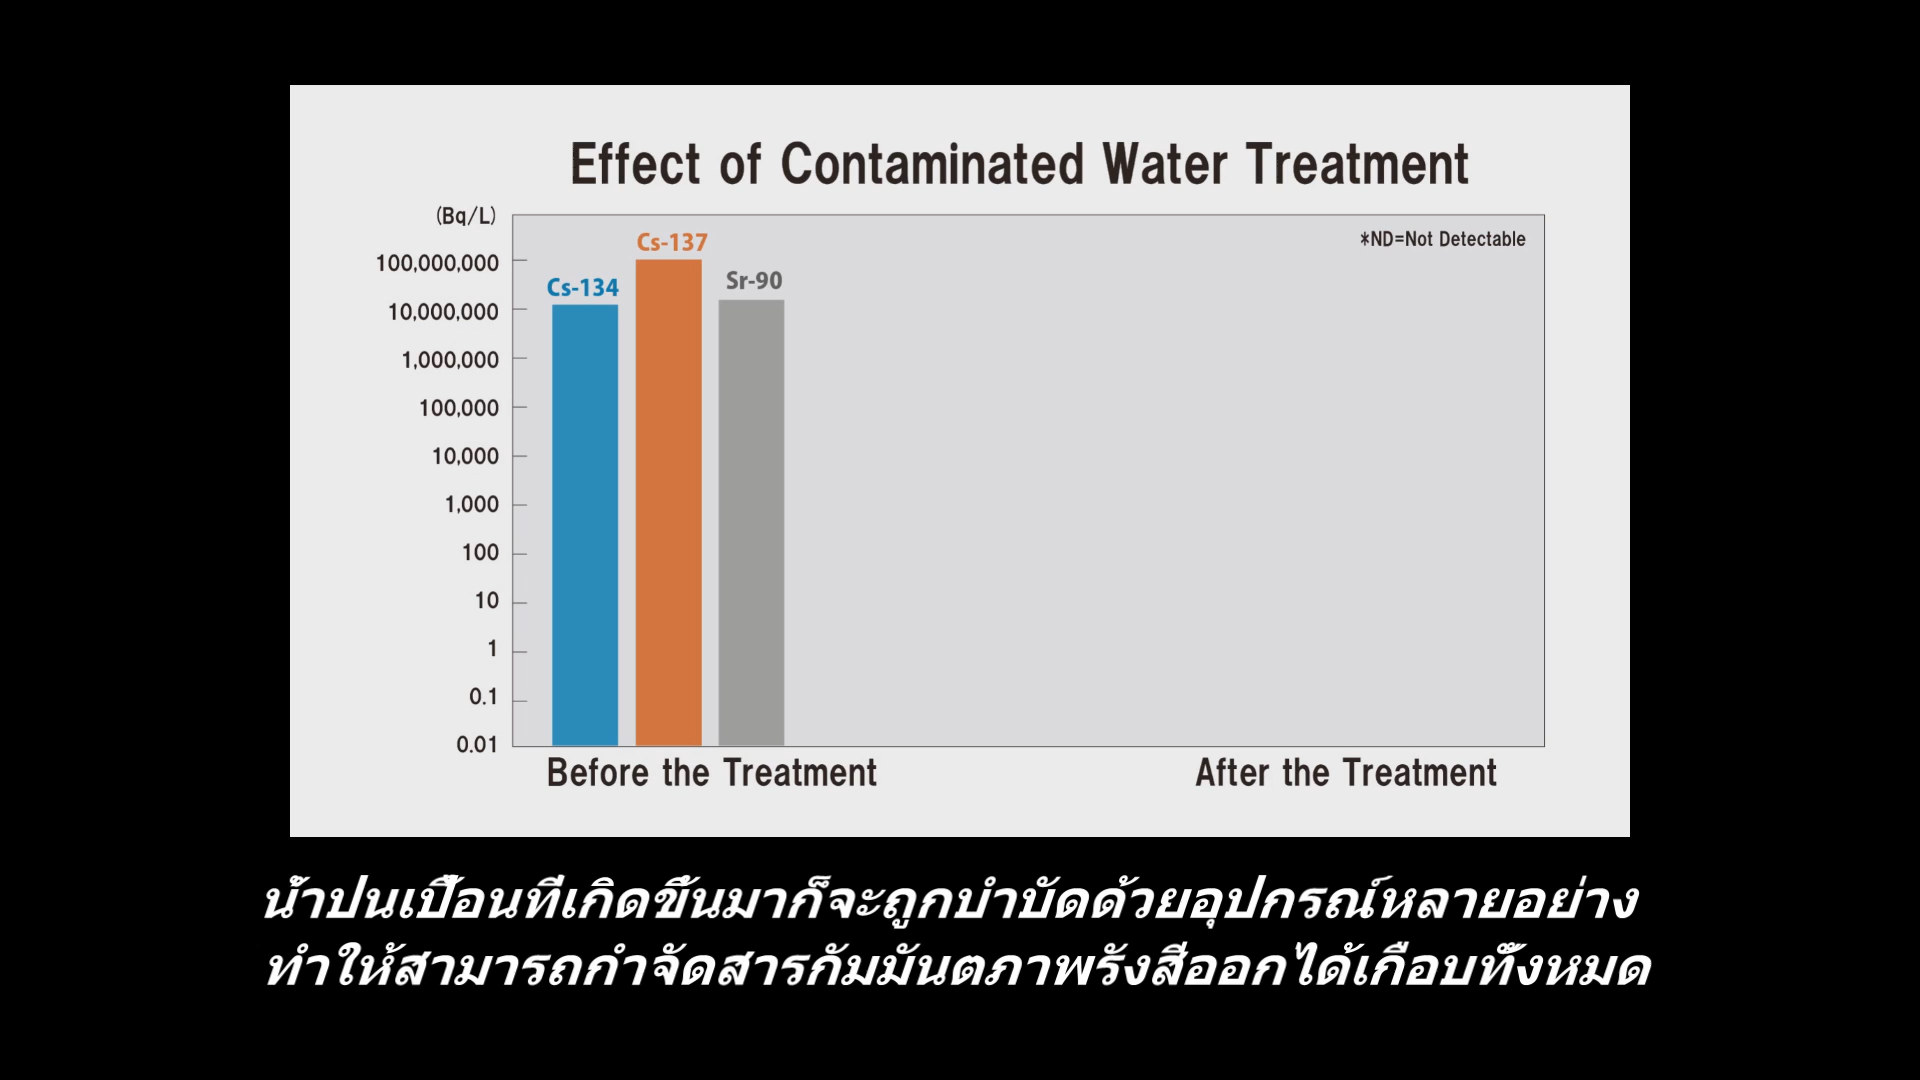 Effect of Contaminated Water Treatment
(Bq/L)
*ND=Not Detectable
Cs-137
Cs-134
Sr-90
100,000,000
10,000,000
1,000,000
100,000
10,000
1,000
100
10
1
0.1
0.01
Before the Treatment
After the Treatment
น้ำปนเปื้อนที่เกิดขึ้นมาก็จะถูกบำบัดด้วยอุปกรณ์หลายอย่าง
ทำให้สามารถกำจัดสารกัมมันตภาพรังสีออกได้เกือบทั้งหมด